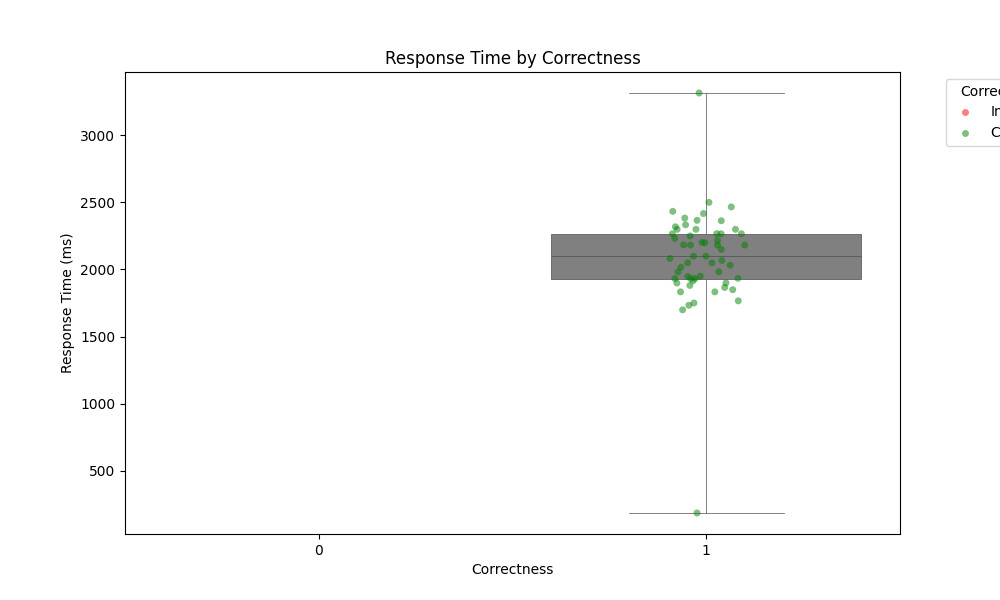 Response Time by Correctness
Correc
In
C
3000
2500
2000
1500
1000
500
Response Time (ms)
0 1
Correctness